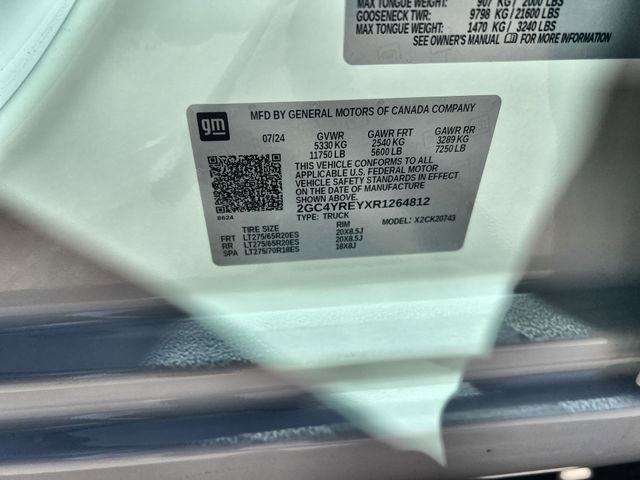 MAX TONGUE WEIGHT: 907 KG / 2000 LBS
GOOSENECK TWR: 9798 KG / 21600 LBS
MAX TONGUE WEIGHT: 1470 KG / 3240 LBS
SEE OWNER'S MANUAL FOR MORE INFORMATION
gm
MFD BY GENERAL MOTORS OF CANADA COMPANY
07/24 GVWR GAWR FRT GAWR RR
5330 KG 2540 KG 3289 KG
11750 LB 5600 LB 7250 LB
THIS VEHICLE CONFORMS TO ALL
APPLICABLE U.S. FEDERAL MOTOR
VEHICLE SAFETY STANDARDS IN EFFECT
ON THE DATE OF MANUFACTURE
SHOWN ABOVE.
2GC4YREYXR1264812
8624 TYPE: TRUCK MODEL: X2CK20743
TIRE SIZE RIM
FRT LT275/65R20ES 20X8.5J
RR LT275/65R20ES 20X8.5J
SPA LT275/70R18ES 18X8J